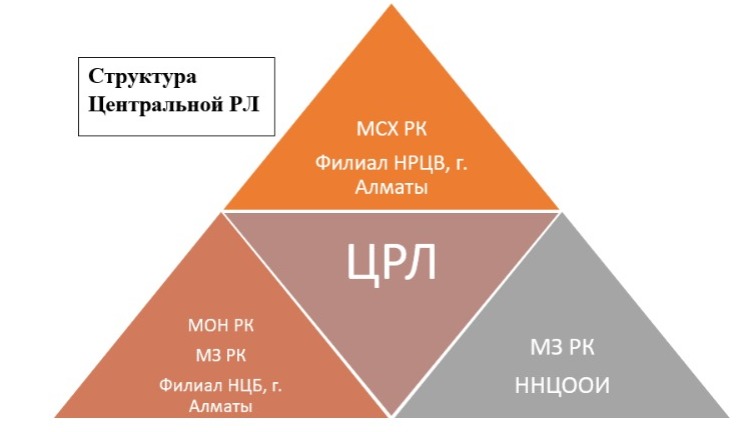 Структура
Центральной РЛ
МСХ РК
Филиал НРЦВ, г.
Алматы
ЦРЛ
МОН РК
МЗ РК
Филиал НЦБ, г.
Алматы
МЗ РК
ННЦООИ